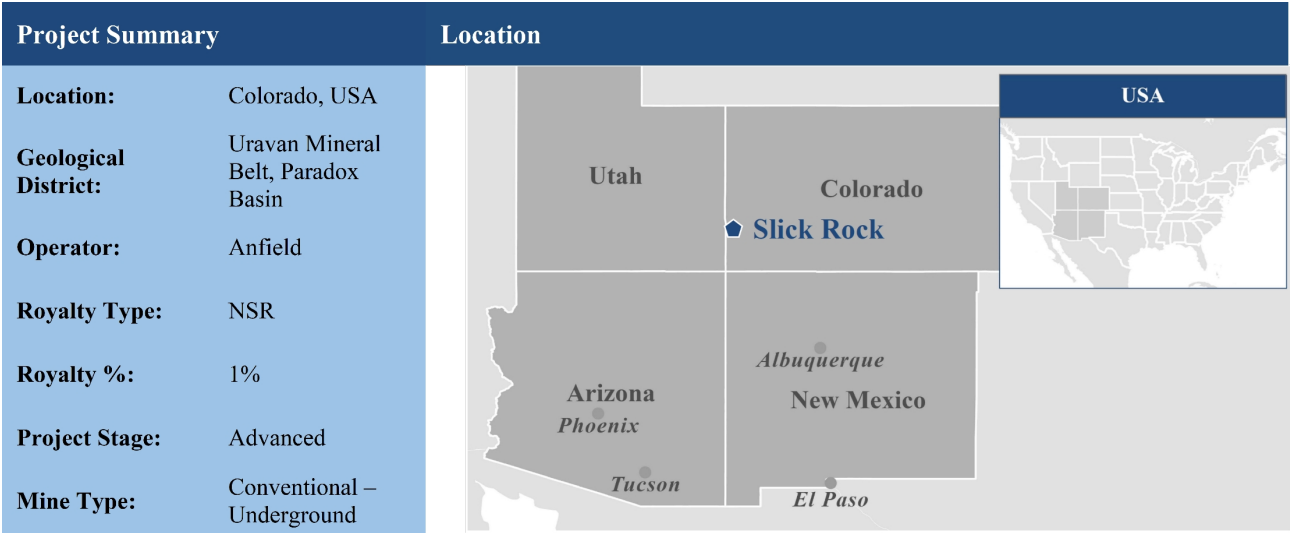 Project Summary
Location
Location:
Colorado, USA
Geological
District:
Uravan Mineral
Belt, Paradox
Basin
Operator:
Anfield
Royalty Type:
NSR
Royalty %:
1%
Project Stage:
Advanced
Mine Type:
Conventional –
Underground
USA
Utah
Colorado
Slick Rock
Albuquerque
Arizona
New Mexico
Phoenix
Tucson
El Paso